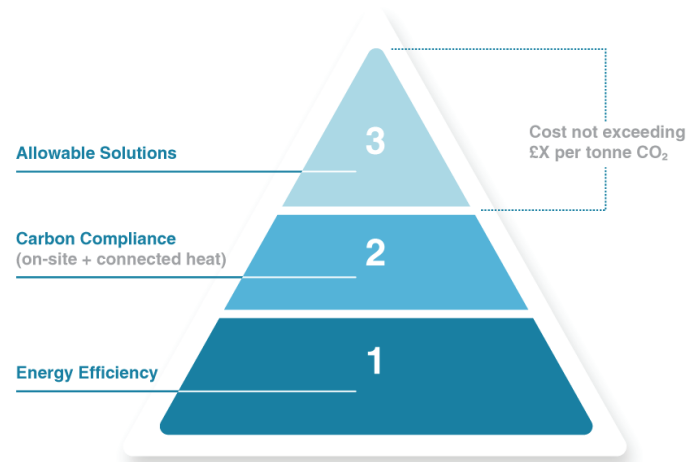 3
Cost not exceeding
£X per tonne CO₂
Allowable Solutions
Carbon Compliance
(on-site + connected heat)
2
Energy Efficiency
1